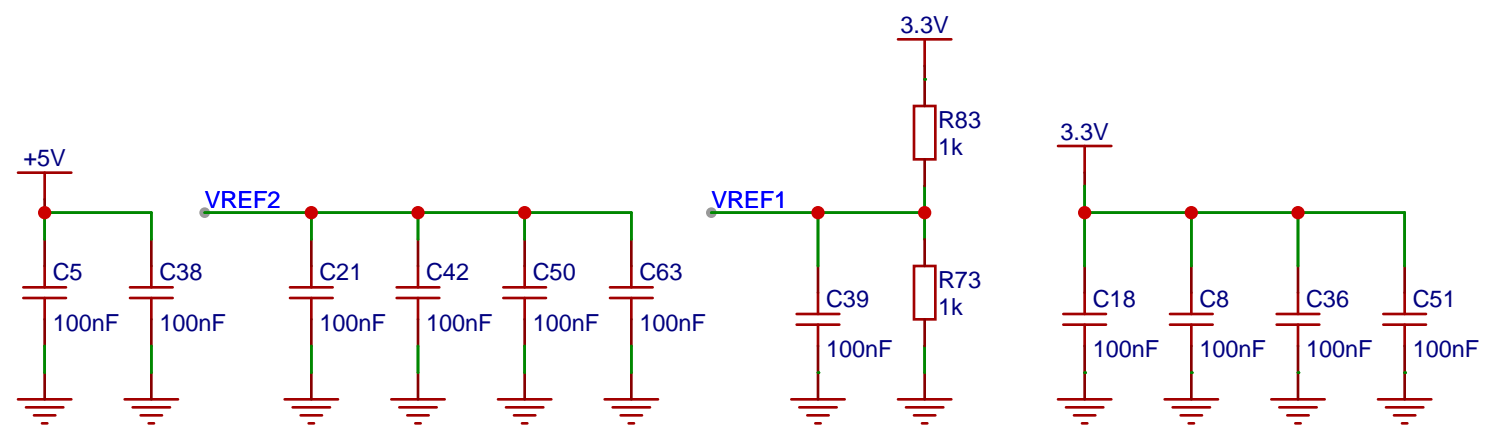 3.3V
R83
1k
3.3V
+5V
VREF2
VREF1
C5
100nF
C38
100nF
C21
100nF
C42
100nF
C50
100nF
C63
100nF
C39
100nF
R73
1k
C18
100nF
C8
100nF
C36
100nF
C51
100nF